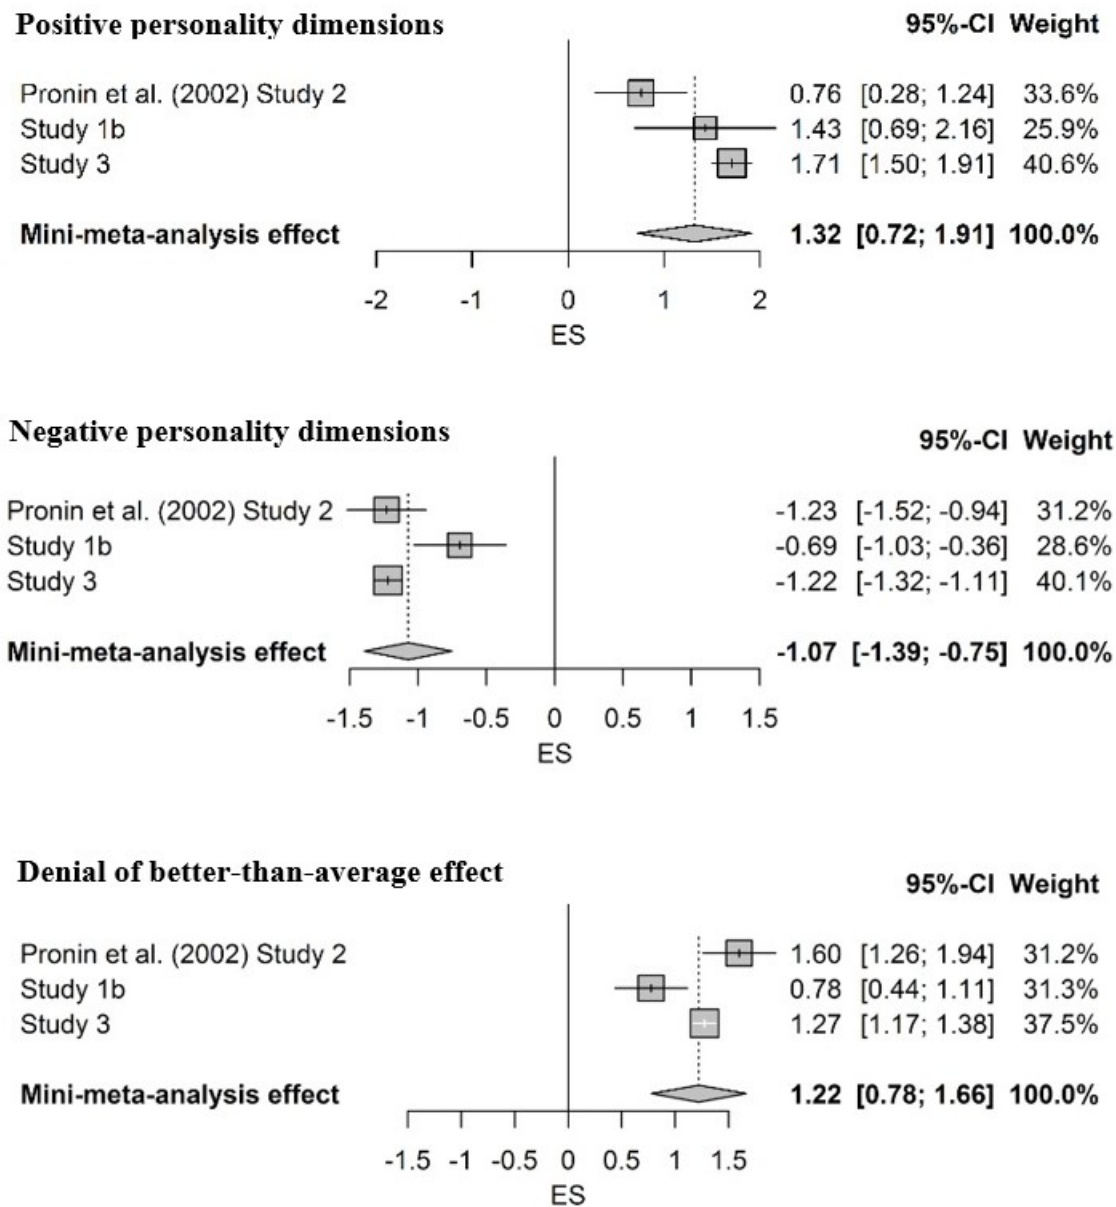 Positive personality dimensions 95%-CI Weight
Pronin et al. (2002) Study 2 0.76 [0.28; 1.24] 33.6%
Study 1b 1.43 [0.69; 2.16] 25.9%
Study 3 1.71 [1.50; 1.91] 40.6%
Mini-meta-analysis effect 1.32 [0.72; 1.91] 100.0%
-2 -1 0 1 2
ES
Negative personality dimensions 95%-CI Weight
Pronin et al. (2002) Study 2 -1.23 [-1.52; -0.94] 31.2%
Study 1b -0.69 [-1.03; -0.36] 28.6%
Study 3 -1.22 [-1.32; -1.11] 40.1%
Mini-meta-analysis effect -1.07 [-1.39; -0.75] 100.0%
-1.5 -1 -0.5 0 0.5 1 1.5
ES
Denial of better-than-average effect 95%-CI Weight
Pronin et al. (2002) Study 2 1.60 [1.26; 1.94] 31.2%
Study 1b 0.78 [0.44; 1.11] 31.3%
Study 3 1.27 [1.17; 1.38] 37.5%
Mini-meta-analysis effect 1.22 [0.78; 1.66] 100.0%
-1.5 -1 -0.5 0 0.5 1 1.5
ES